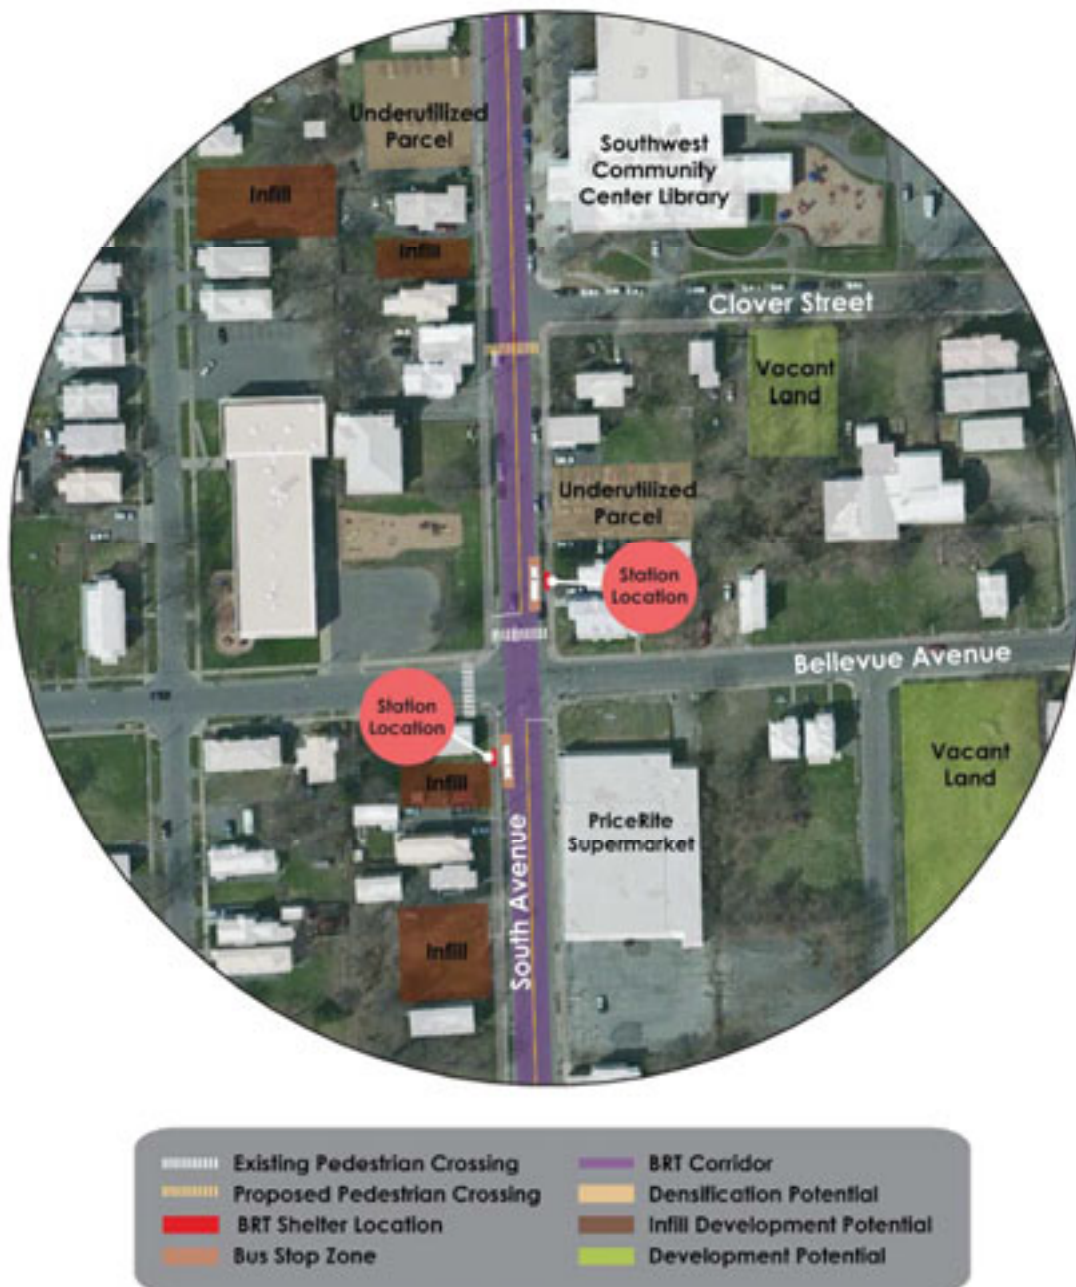 Underutilized
Parcel
Southwest
Community
Center Library
Infill
Infill
Clover Street
Vacant
Land
Underutilized
Parcel
Station
Location
Bellevue Avenue
Station
Location
Infill
Vacant
Land
PriceRite
Supermarket
South Avenue
Infill
Existing Pedestrian Crossing
Proposed Pedestrian Crossing
BRT Shelter Location
Bus Stop Zone
BRT Corridor
Densification Potential
Infill Development Potential
Development Potential